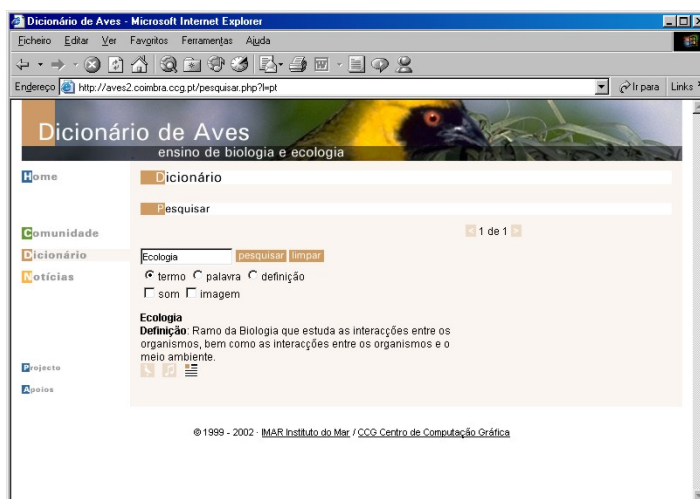 Dicionário de Aves - Microsoft Internet Explorer
Ficheiro Editar Ver Favoritos Ferramentas Ajuda
Endereço http://aves2.coimbra.ccg.pt/pesquisar.php?l=pt Ir para Links
Dicionário de Aves
ensino de biologia e ecologia
Home
Dicionário
Pesquisar
Comunidade
< 1 de 1 >
Dicionário
Ecologia pesquisar limpar
Notícias
termo palavra definição
som imagem
Ecologia
Definição: Ramo da Biologia que estuda as interacções entre os
organismos, bem como as interacções entre os organismos e o
meio ambiente.
Projecto
Apoios
© 1999 - 2002 · IMAR Instituto do Mar / CCG Centro de Computação Gráfica